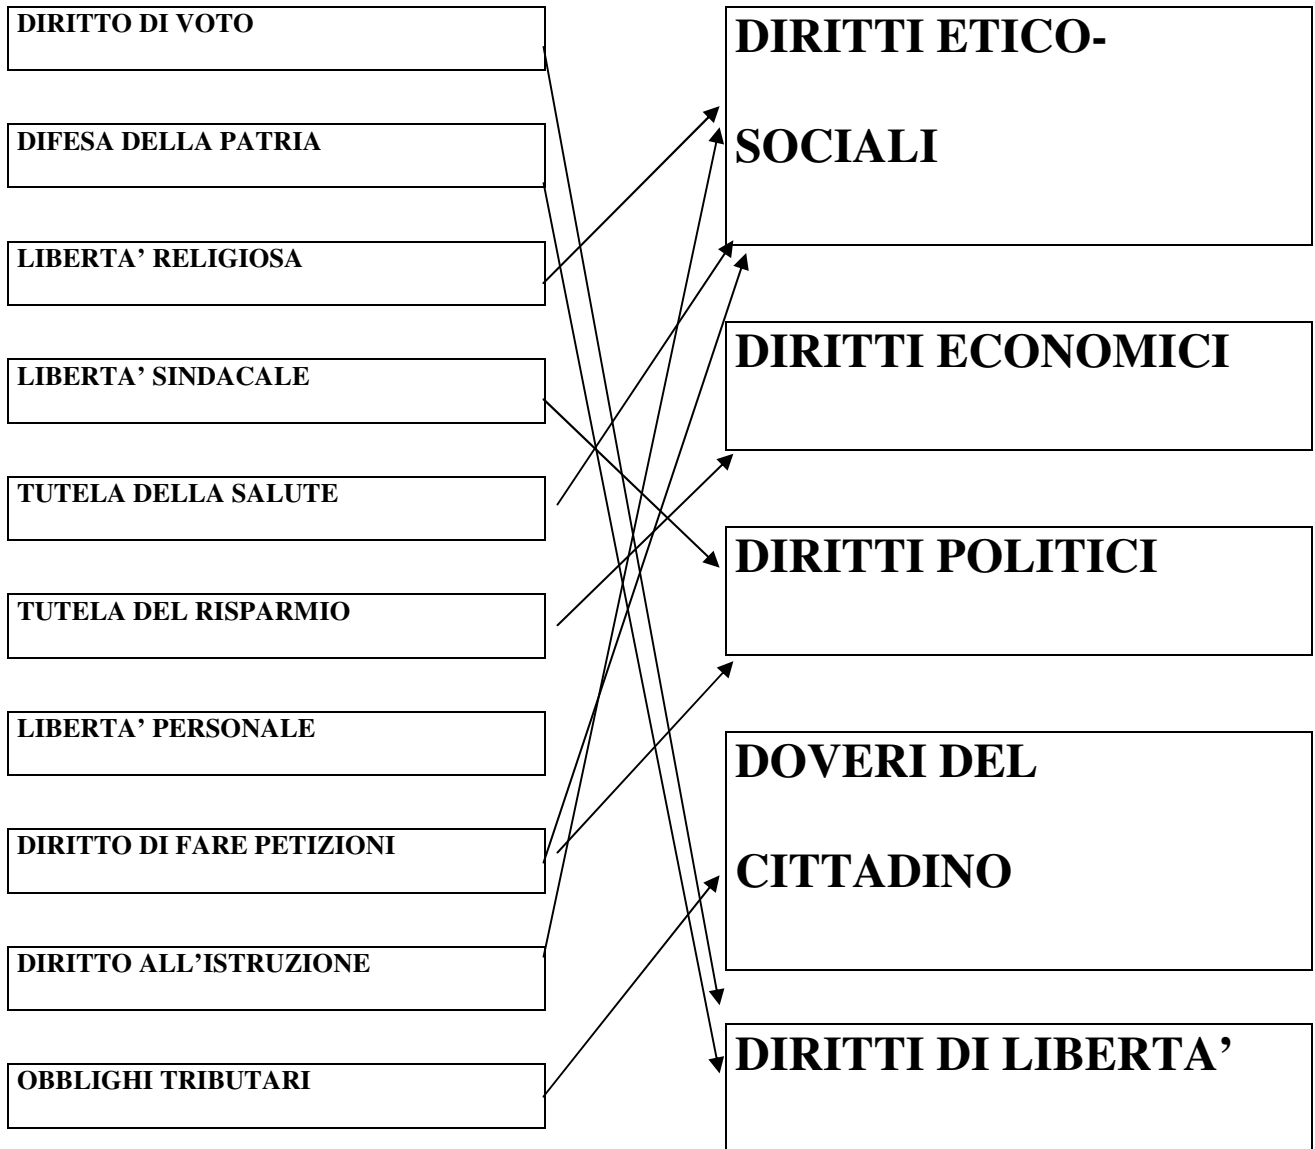 DIRITTO DI VOTO
DIFESA DELLA PATRIA
LIBERTA’ RELIGIOSA
LIBERTA’ SINDACALE
TUTELA DELLA SALUTE
TUTELA DEL RISPARMIO
LIBERTA’ PERSONALE
DIRITTO DI FARE PETIZIONI
DIRITTO ALL’ISTRUZIONE
OBBLIGHI TRIBUTARI
DIRITTI ETICO-
SOCIALI
DIRITTI ECONOMICI
DIRITTI POLITICI
DOVERI DEL
CITTADINO
DIRITTI DI LIBERTA’